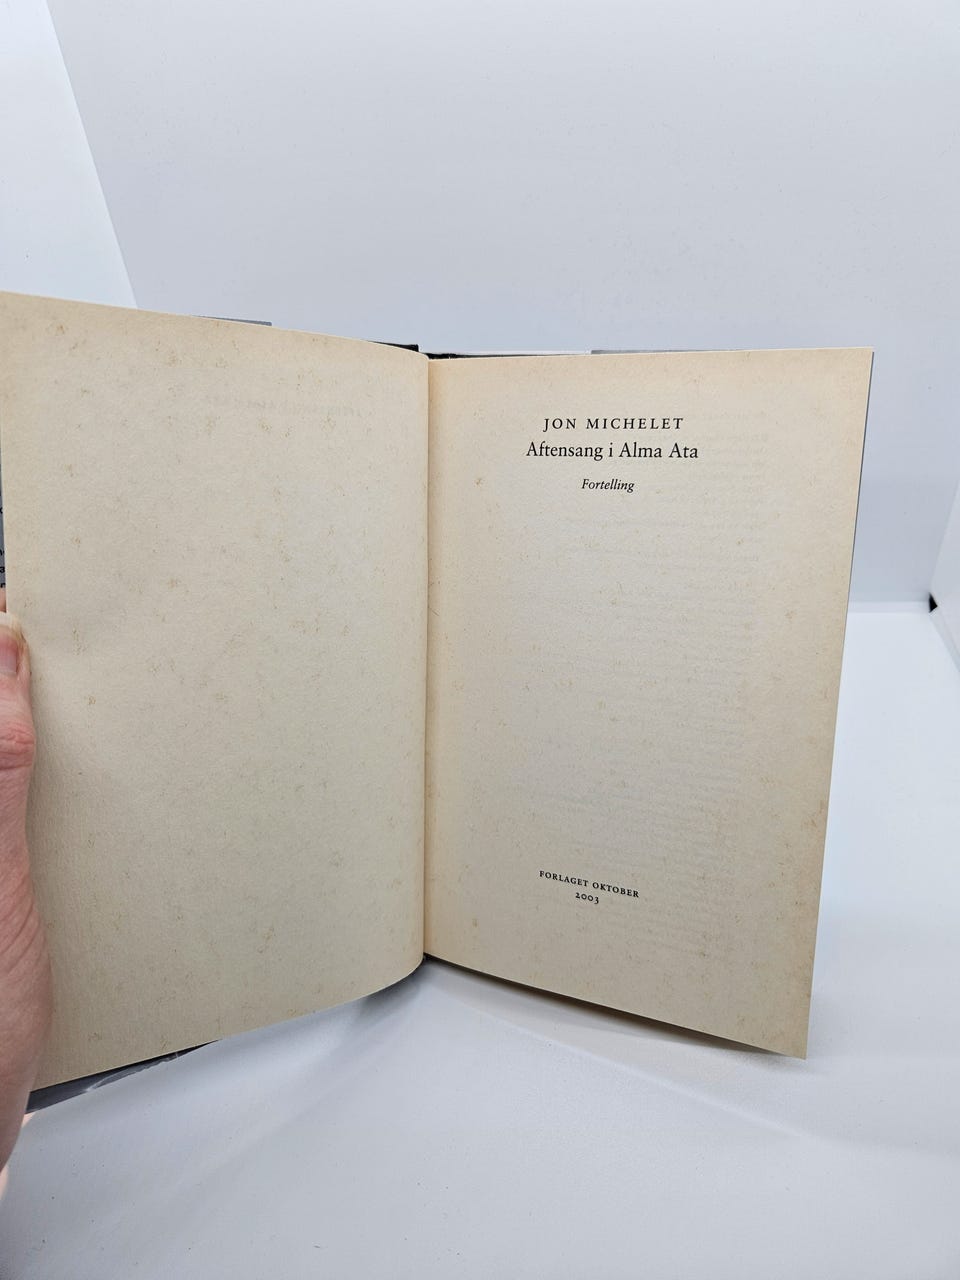 JON MICHELET
Aftensang i Alma Ata
Fortelling
FORLAGET OKTOBER
2003